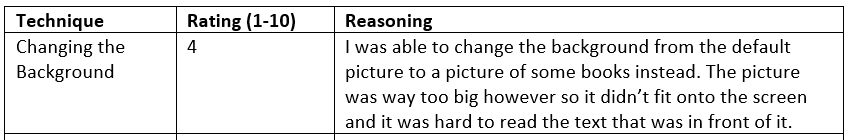 Technique Rating (1-10) Reasoning
Changing the 4 I was able to change the background from the default
Background picture to a picture of some books instead. The picture
was way too big however so it didn’t fit onto the screen
and it was hard to read the text that was in front of it.